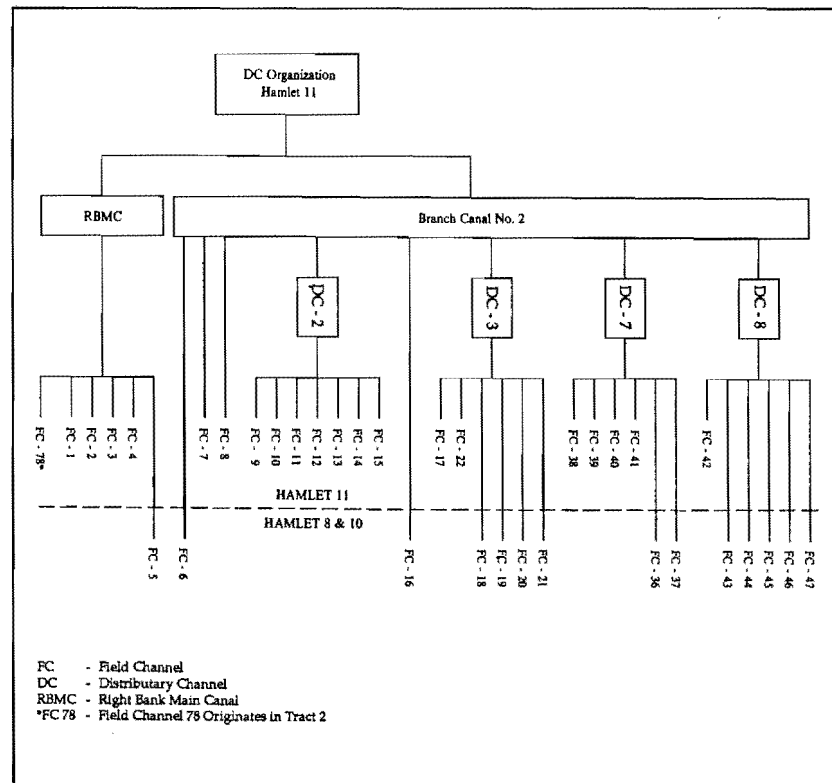 DC Organization
Hamlet 11
RBMC
Branch Canal No. 2
DC - 2
DC - 3
DC - 7
DC - 8
FC - 78*
FC - 1
FC - 2
FC - 3
FC - 4
FC - 7
FC - 8
FC - 9
FC - 10
FC - 11
FC - 12
FC - 13
FC - 14
FC - 15
FC - 17
FC - 22
FC - 38
FC - 39
FC - 40
FC - 41
FC - 42
HAMLET 11
HAMLET 8 & 10
FC - 5
FC - 6
FC - 16
FC - 18
FC - 19
FC - 20
FC - 21
FC - 36
FC - 37
FC - 43
FC - 44
FC - 45
FC - 46
FC - 47
FC - Field Channel
DC - Distributary Channel
RBMC - Right Bank Main Canal
*FC 78 - Field Channel 78 Originates in Tract 2